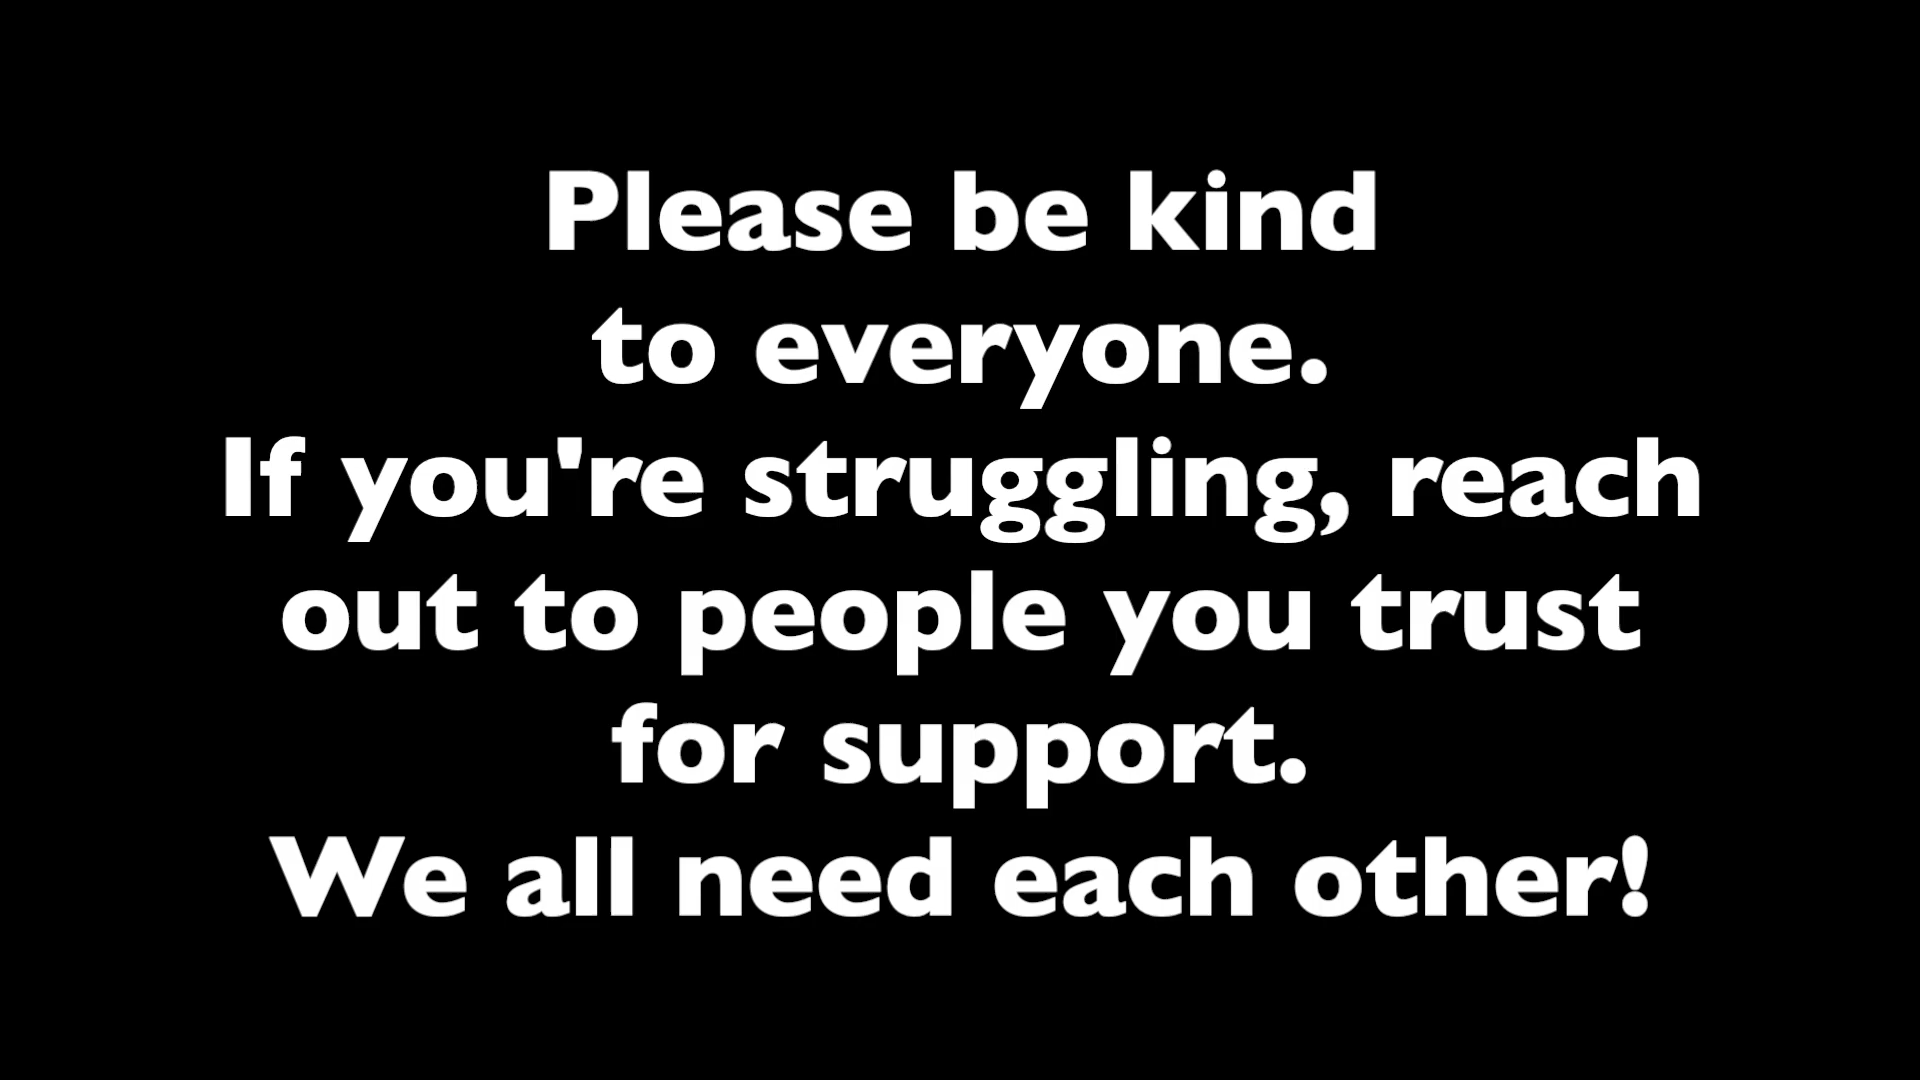 Please be kind
to everyone.
If you're struggling, reach
out to people you trust
for support.
We all need each other!